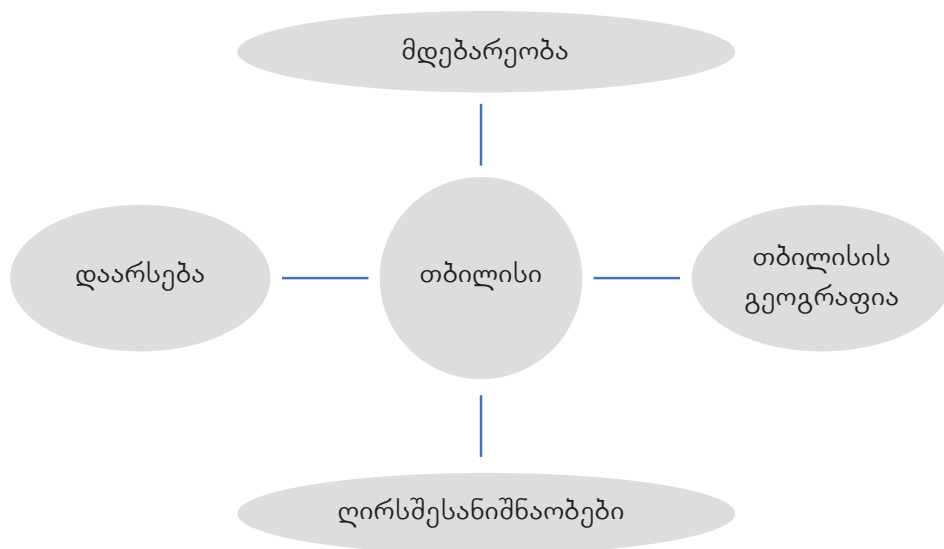 მდებარეობა
დაარსება
თბილისი
თბილისის
გეოგრაფია
ღირსშესანიშნაობები